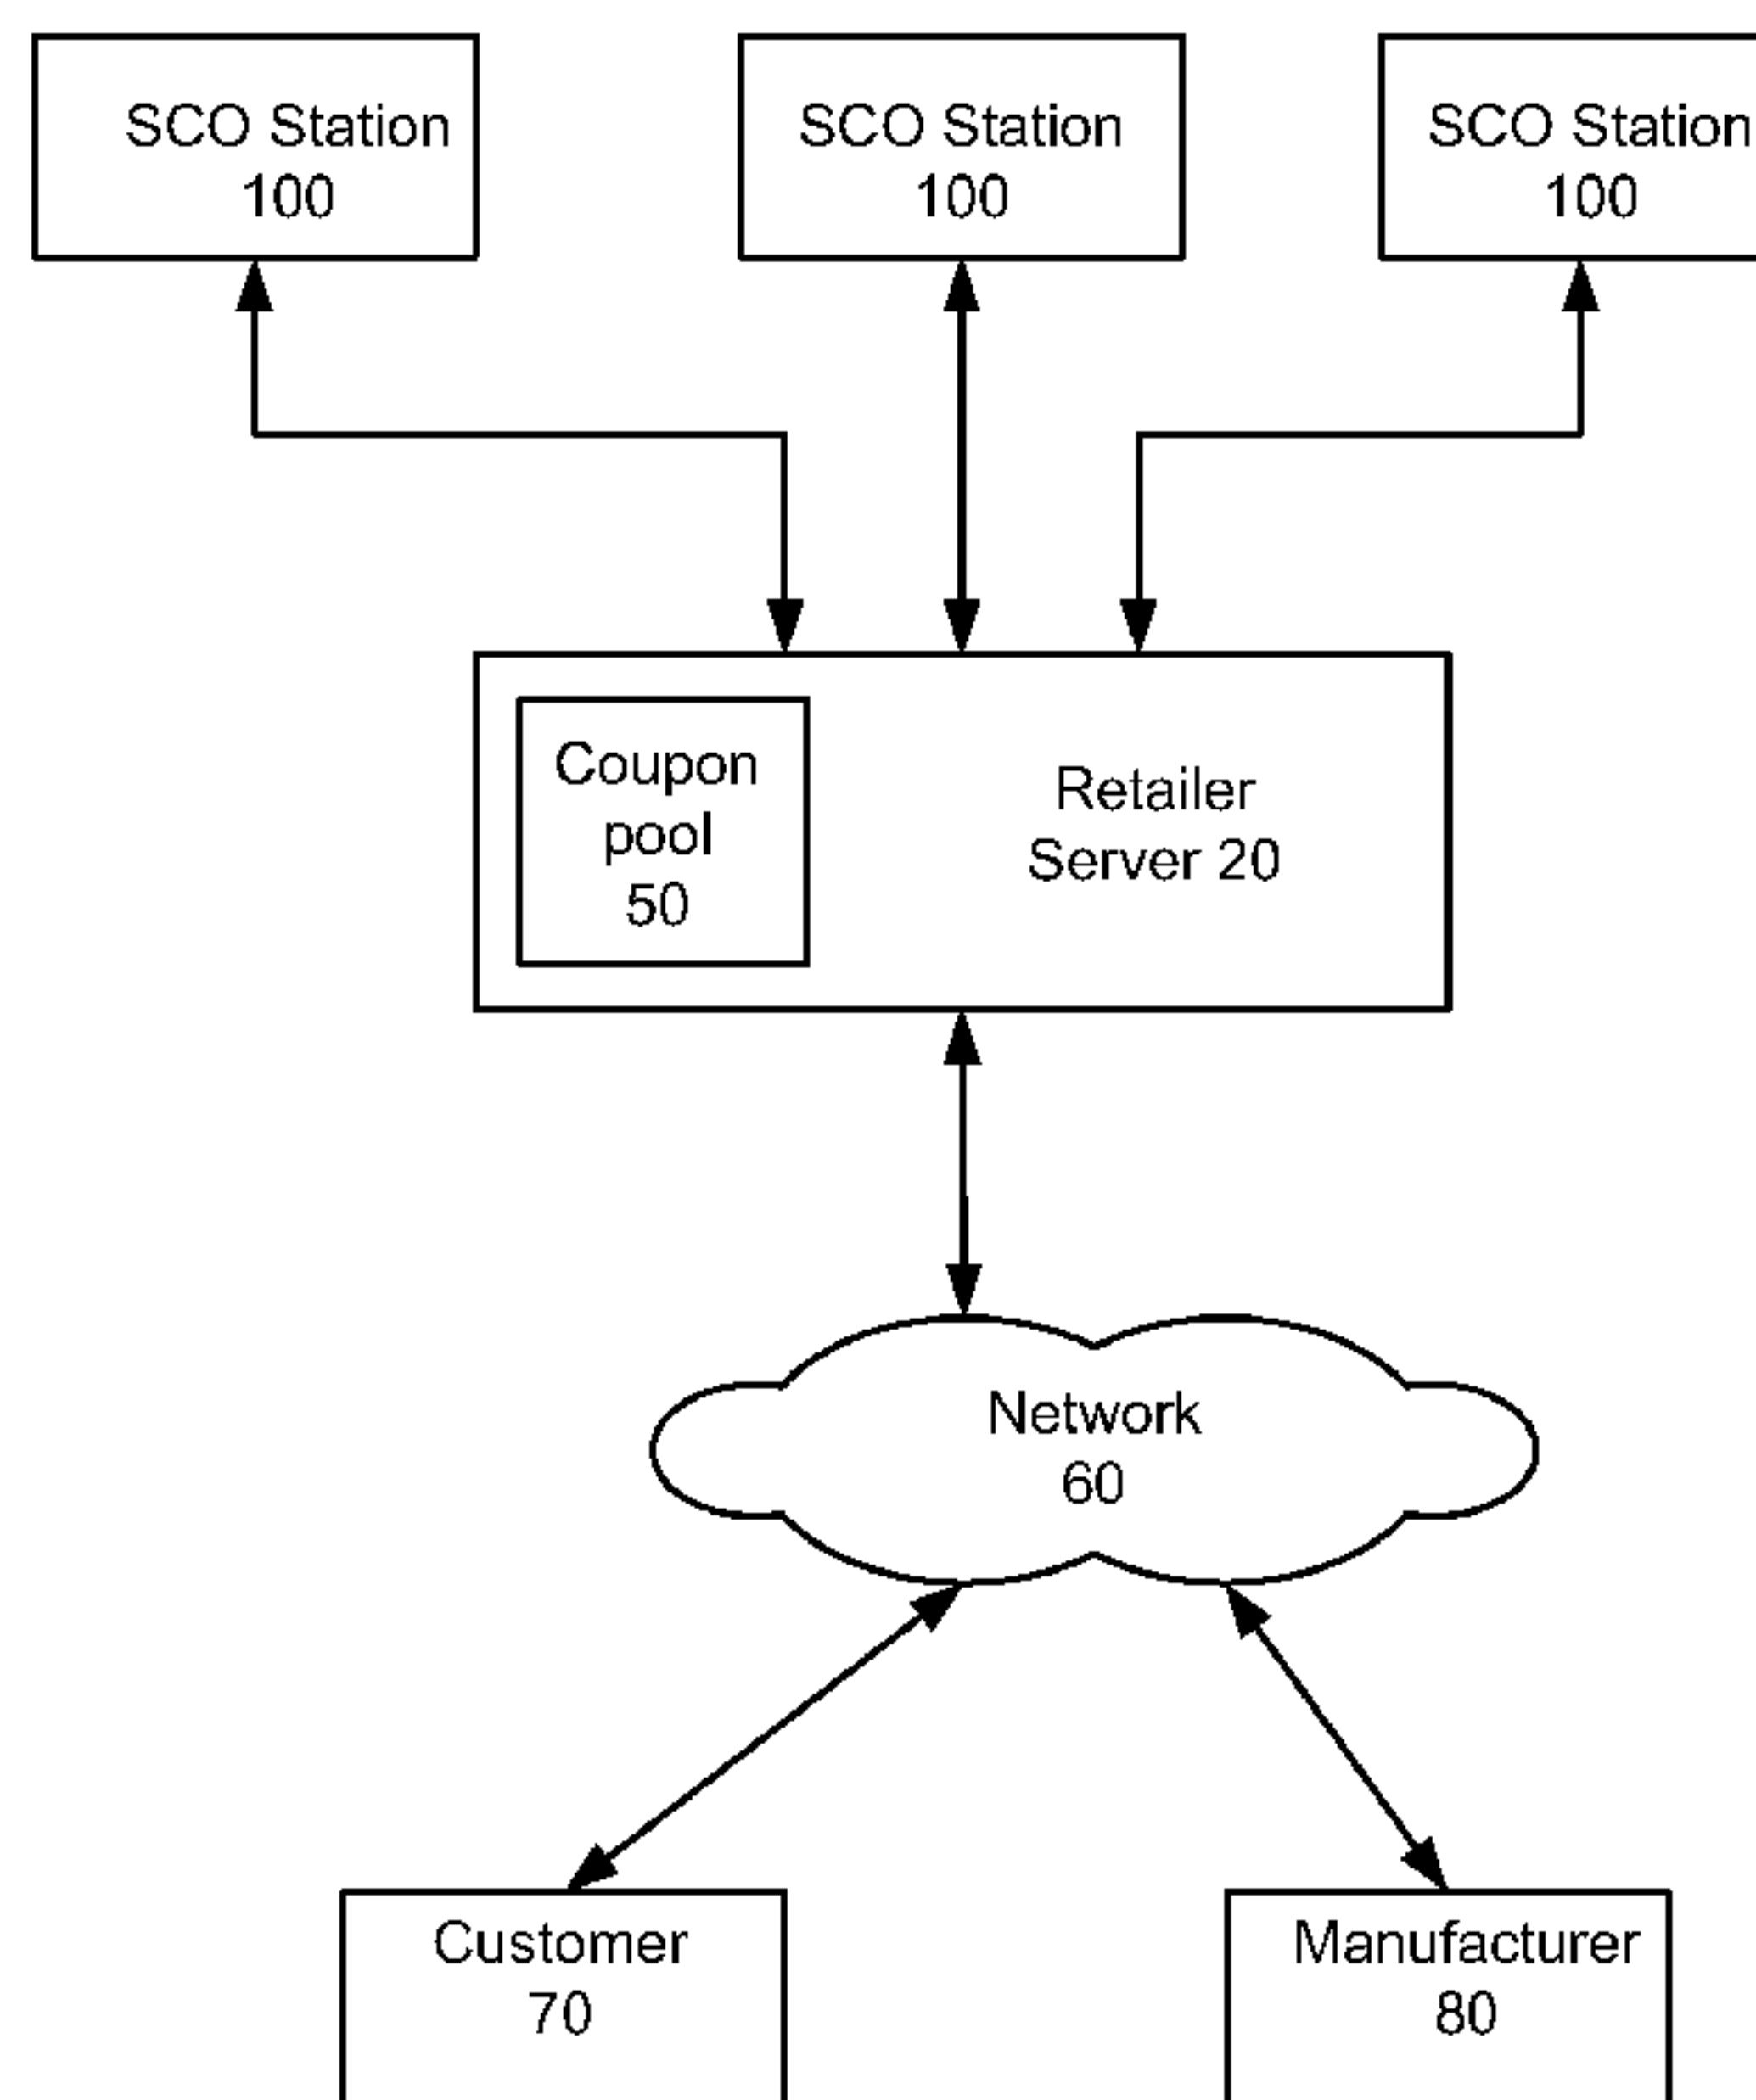 SCO Station
100
SCO Station
100
SCO Station
100
Coupon
pool
50
Retailer
Server 20
Network
60
Customer
70
Manufacturer
80